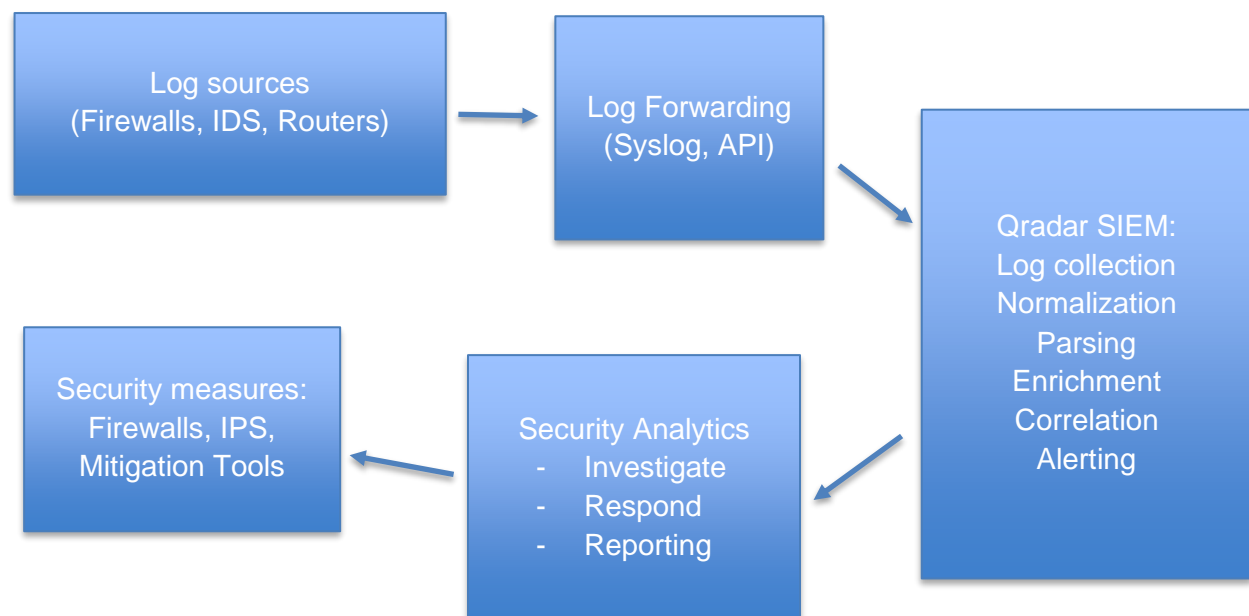 Log sources
(Firewalls, IDS, Routers)
Log Forwarding
(Syslog, API)
Qradar SIEM:
Log collection
Normalization
Parsing
Enrichment
Correlation
Alerting
Security Analytics
- Investigate
- Respond
- Reporting
Security measures:
Firewalls, IPS,
Mitigation Tools